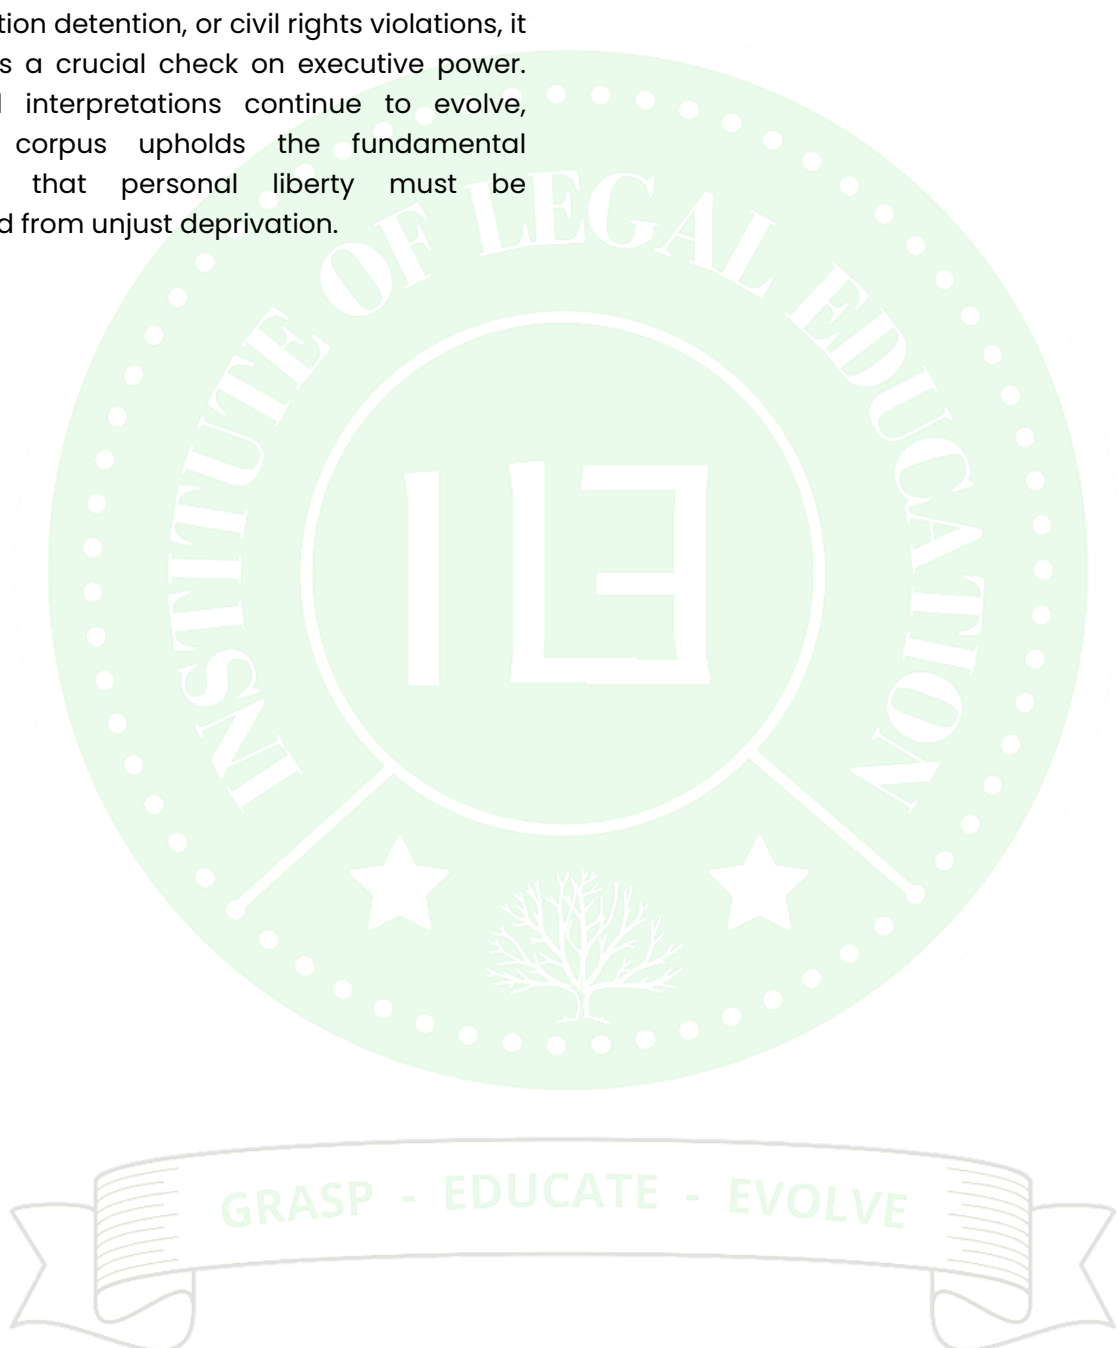 tion detention, or civil rights violations, it
s a crucial check on executive power.
interpretations continue to evolve,
corpus upholds the fundamental
that personal liberty must be
d from unjust deprivation.
INSTITUTE OF LEGAL EDUCATION
ILE
GRASP - EDUCATE - EVOLVE